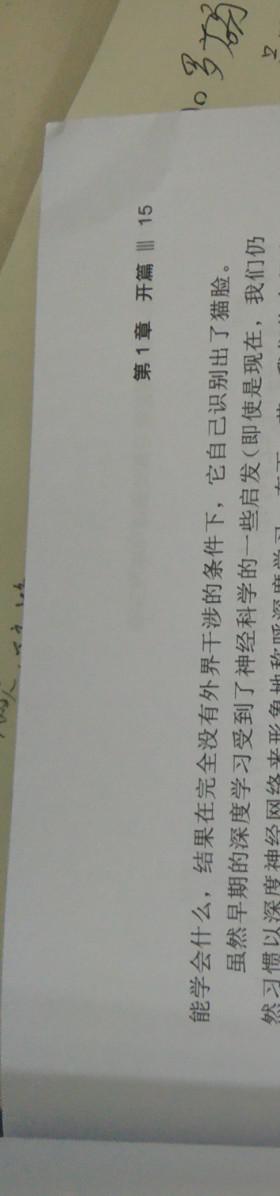 第1章 开篇 ||| 15
能学会什么，结果在完全没有外界干涉的条件下，它自己识别出了猫脸。
虽然早期的深度学习受到了神经科学的一些启发（即使是现在，我们仍
然习惯以深度神经网络来形象地称呼深度学习